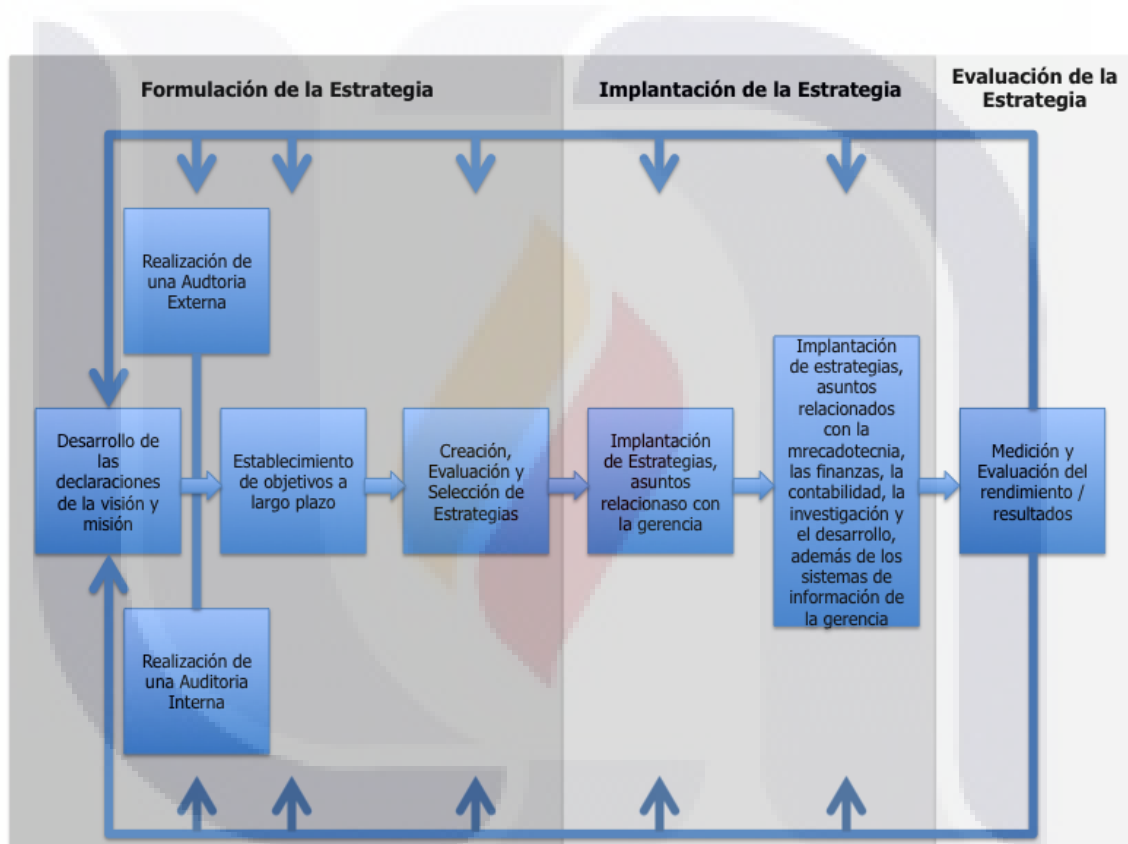 Formulación de la Estrategia
Implantación de la Estrategia
Evaluación de la
Estrategia
Realización de
una Audtoria
Externa
Desarrollo de
las
declaraciones
de la visión y
misión
Establecimiento
de objetivos a
largo plazo
Creación,
Evaluación y
Selección de
Estrategias
Implantación
de Estrategias,
asuntos
relacionaso con
la gerencia
Implantación
de estrategias,
asuntos
relacionados
con la
mrecadotecnia,
las finanzas, la
contabilidad, la
investigación y
el desarrollo,
además de los
sistemas de
información de
la gerencia
Medición y
Evaluación del
rendimiento /
resultados
Realización de
una Auditoria
Interna